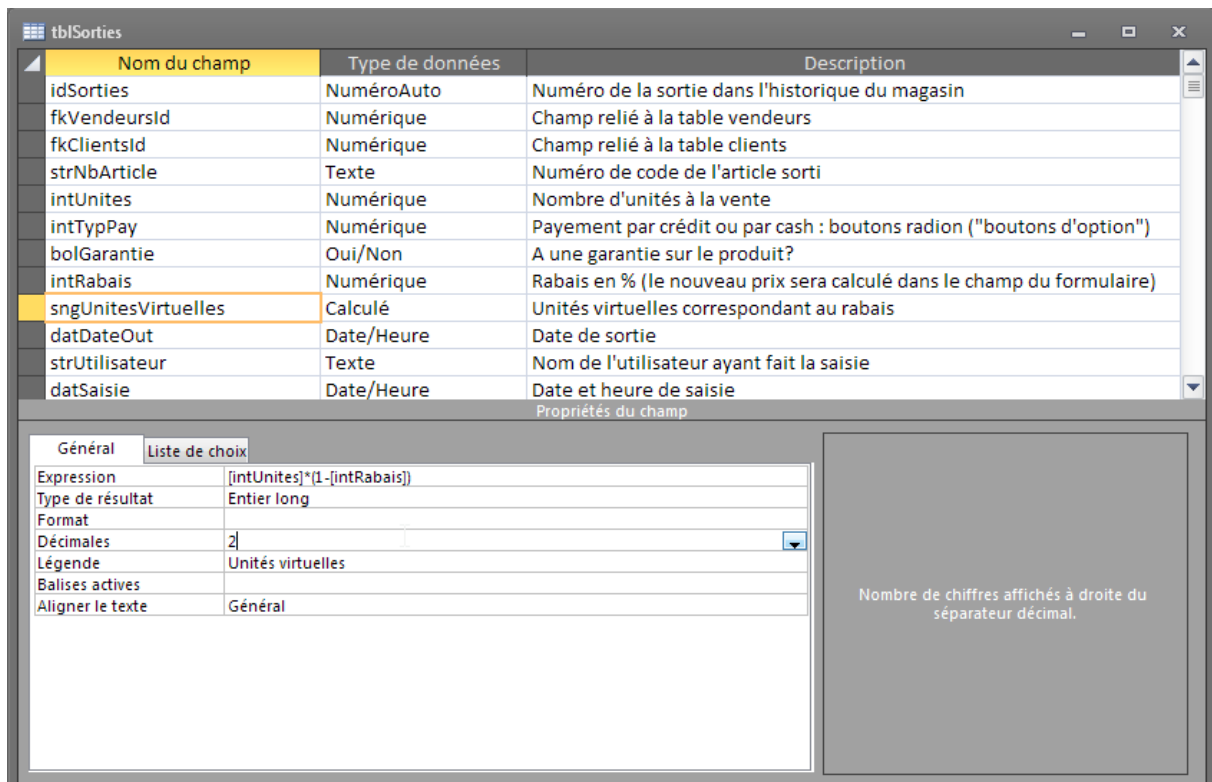 tblSorties
Nom du champ Type de données Description
idSorties NuméroAuto Numéro de la sortie dans l'historique du magasin
fkVendeursId Numérique Champ relié à la table vendeurs
fkClientsId Numérique Champ relié à la table clients
strNbArticle Texte Numéro de code de l'article sorti
intUnites Numérique Nombre d'unités à la vente
intTypPay Numérique Payement par crédit ou par cash : boutons radion ("boutons d'option")
bolGarantie Oui/Non A une garantie sur le produit?
intRabais Numérique Rabais en % (le nouveau prix sera calculé dans le champ du formulaire)
sngUnitesVirtuelles Calculé Unités virtuelles correspondant au rabais
datDateOut Date/Heure Date de sortie
strUtilisateur Texte Nom de l'utilisateur ayant fait la saisie
datSaisie Date/Heure Date et heure de saisie
Propriétés du champ
Général Liste de choix
Expression [intUnites]*(1-[intRabais])
Type de résultat Entier long
Format
Décimales 2
Légende Unités virtuelles
Balises actives
Aligner le texte Général
Nombre de chiffres affichés à droite du
séparateur décimal.